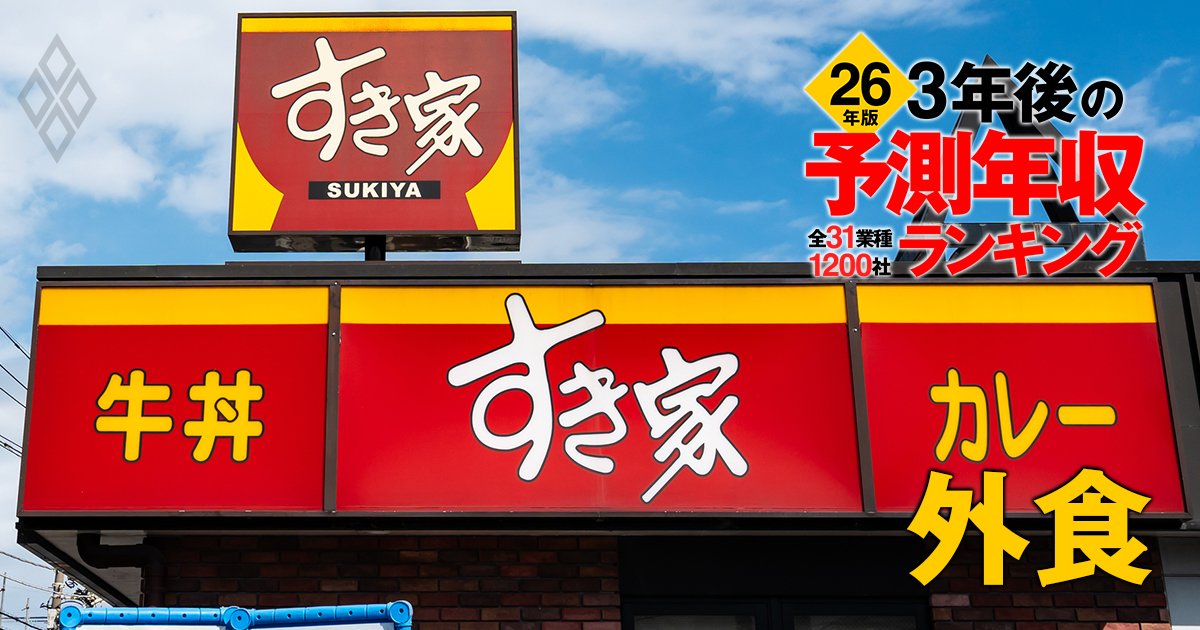 すき家
SUKIYA
26
年版
3年後の
予測年収
全31業種
1200社
ランキング
牛丼
すき家
カレー
外食